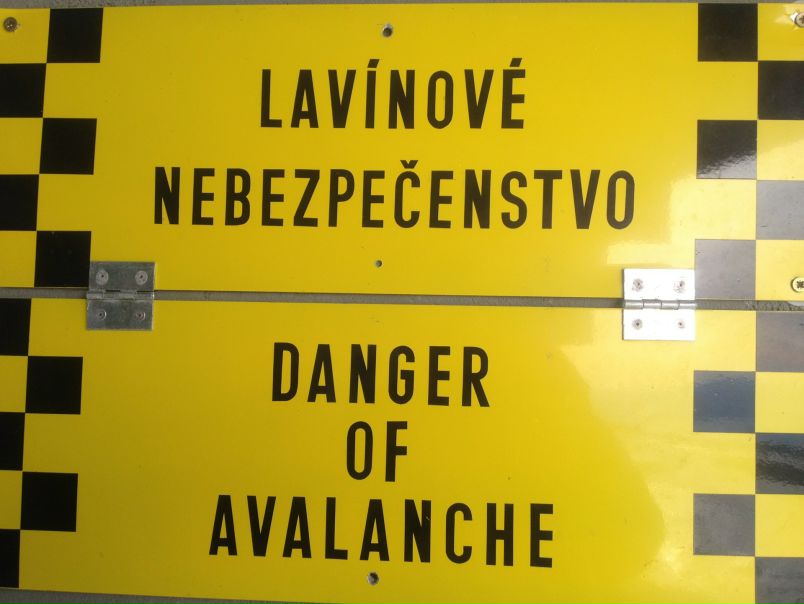 LAVÍNOVÉ
NEBEZPEČENSTVO
DANGER
OF
AVALANCHE